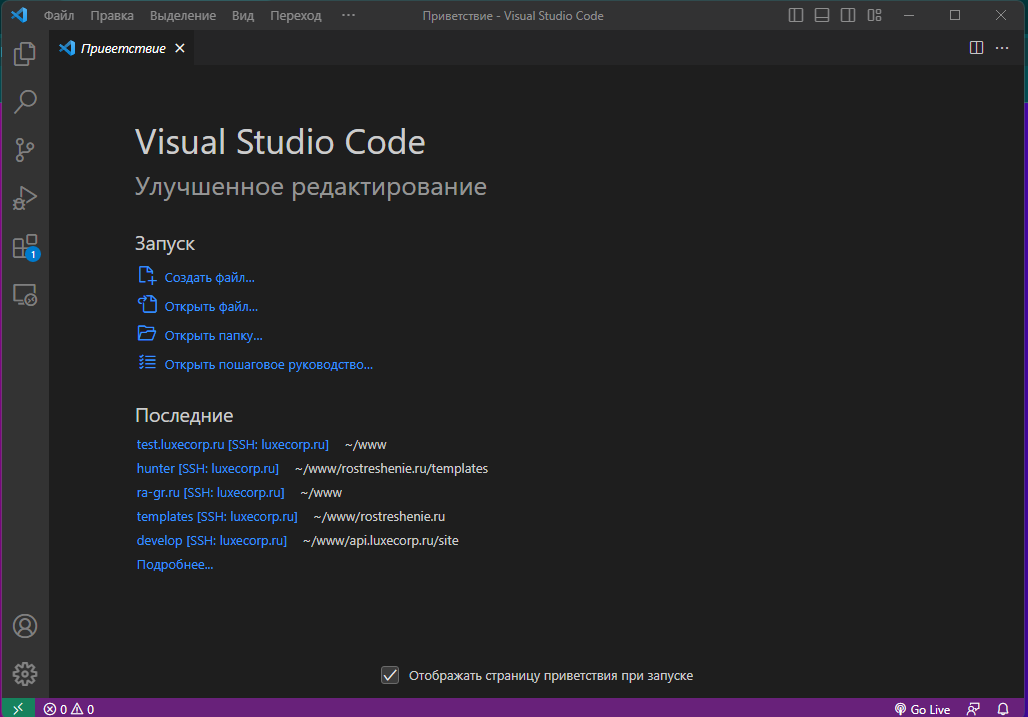 Файл Правка Выделение Вид Переход ··· Приветствие - Visual Studio Code
Приветствие
Visual Studio Code
Улучшенное редактирование
Запуск
Создать файл...
Открыть файл...
Открыть папку...
Открыть пошаговое руководство...
Последние
test.luxecorp.ru [SSH: luxecorp.ru] ~/www
hunter [SSH: luxecorp.ru] ~/www/rostreshenie.ru/templates
ra-gr.ru [SSH: luxecorp.ru] ~/www
templates [SSH: luxecorp.ru] ~/www/rostreshenie.ru
develop [SSH: luxecorp.ru] ~/www/api.luxecorp.ru/site
Подробнее...
1
Отображать страницу приветствия при запуске
0 0 Go Live